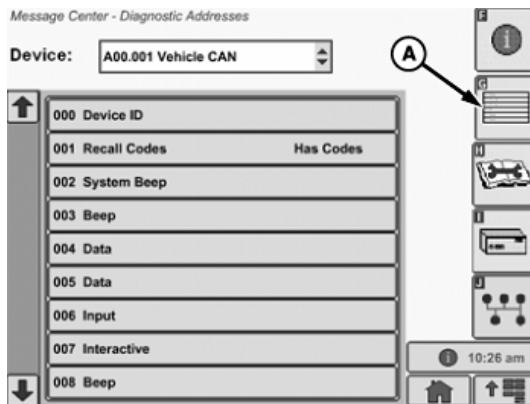 Message Center - Diagnostic Addresses
Device:
A00.001 Vehicle CAN
000 Device ID
001 Recall Codes Has Codes
002 System Beep
003 Beep
004 Data
005 Data
006 Input
007 Interactive
008 Beep
F
A
G
H
I
J
10:26 am